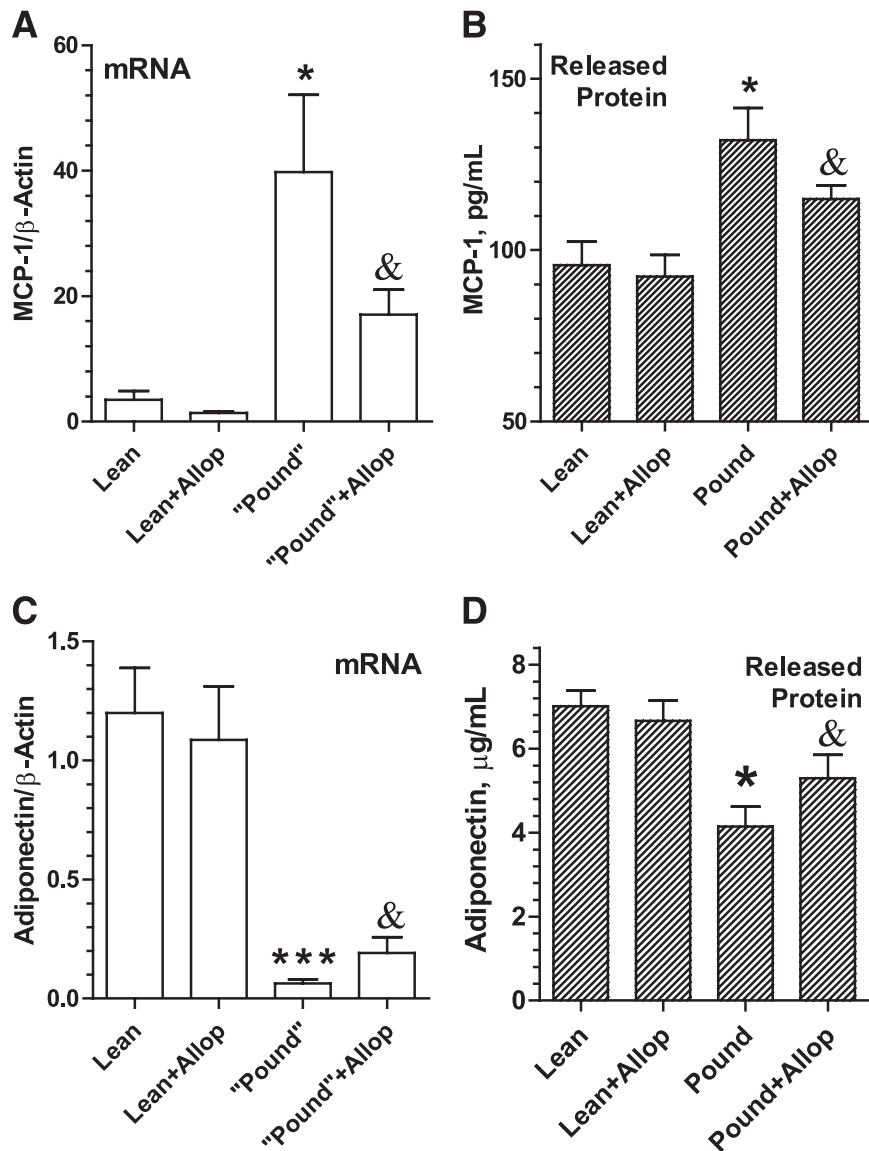 A
mRNA
MCP-1/β-Actin
60
40
20
0
*
&
Lean
Lean+Allop
"Pound"
"Pound"+Allop
B
Released
Protein
MCP-1, pg/mL
150
100
50
*
&
Lean
Lean+Allop
Pound
Pound+Allop
C
mRNA
Adiponectin/β-Actin
1.5
1.0
0.5
0.0
***
&
Lean
Lean+Allop
"Pound"
"Pound"+Allop
D
Released
Protein
Adiponectin, μg/mL
8
6
4
2
0
*
&
Lean
Lean+Allop
Pound
Pound+Allop